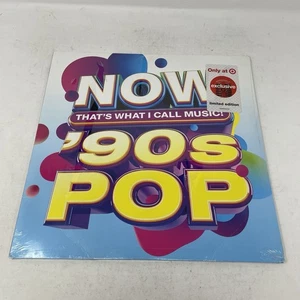 NOW
THAT'S WHAT I CALL MUSIC!
'90s
POP
Only at
exclusive
limited edition